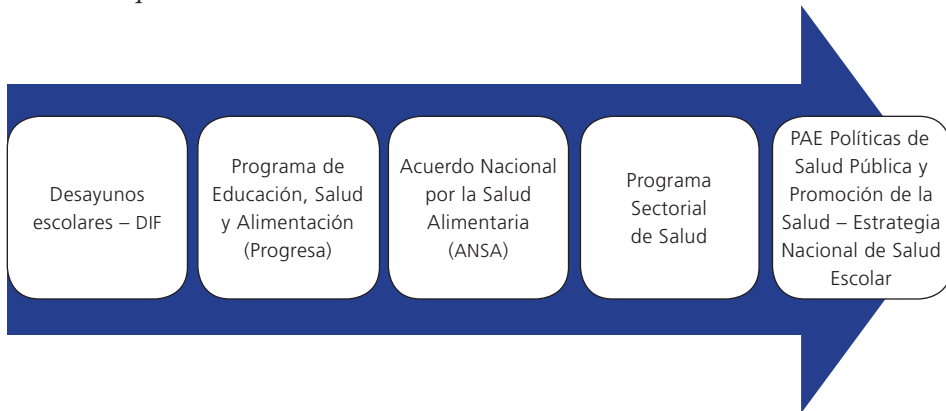 Desayunos
escolares – DIF
Programa de
Educación, Salud
y Alimentación
(Progresa)
Acuerdo Nacional
por la Salud
Alimentaria
(ANSA)
Programa
Sectorial
de Salud
PAE Políticas de
Salud Pública y
Promoción de la
Salud – Estrategia
Nacional de Salud
Escolar